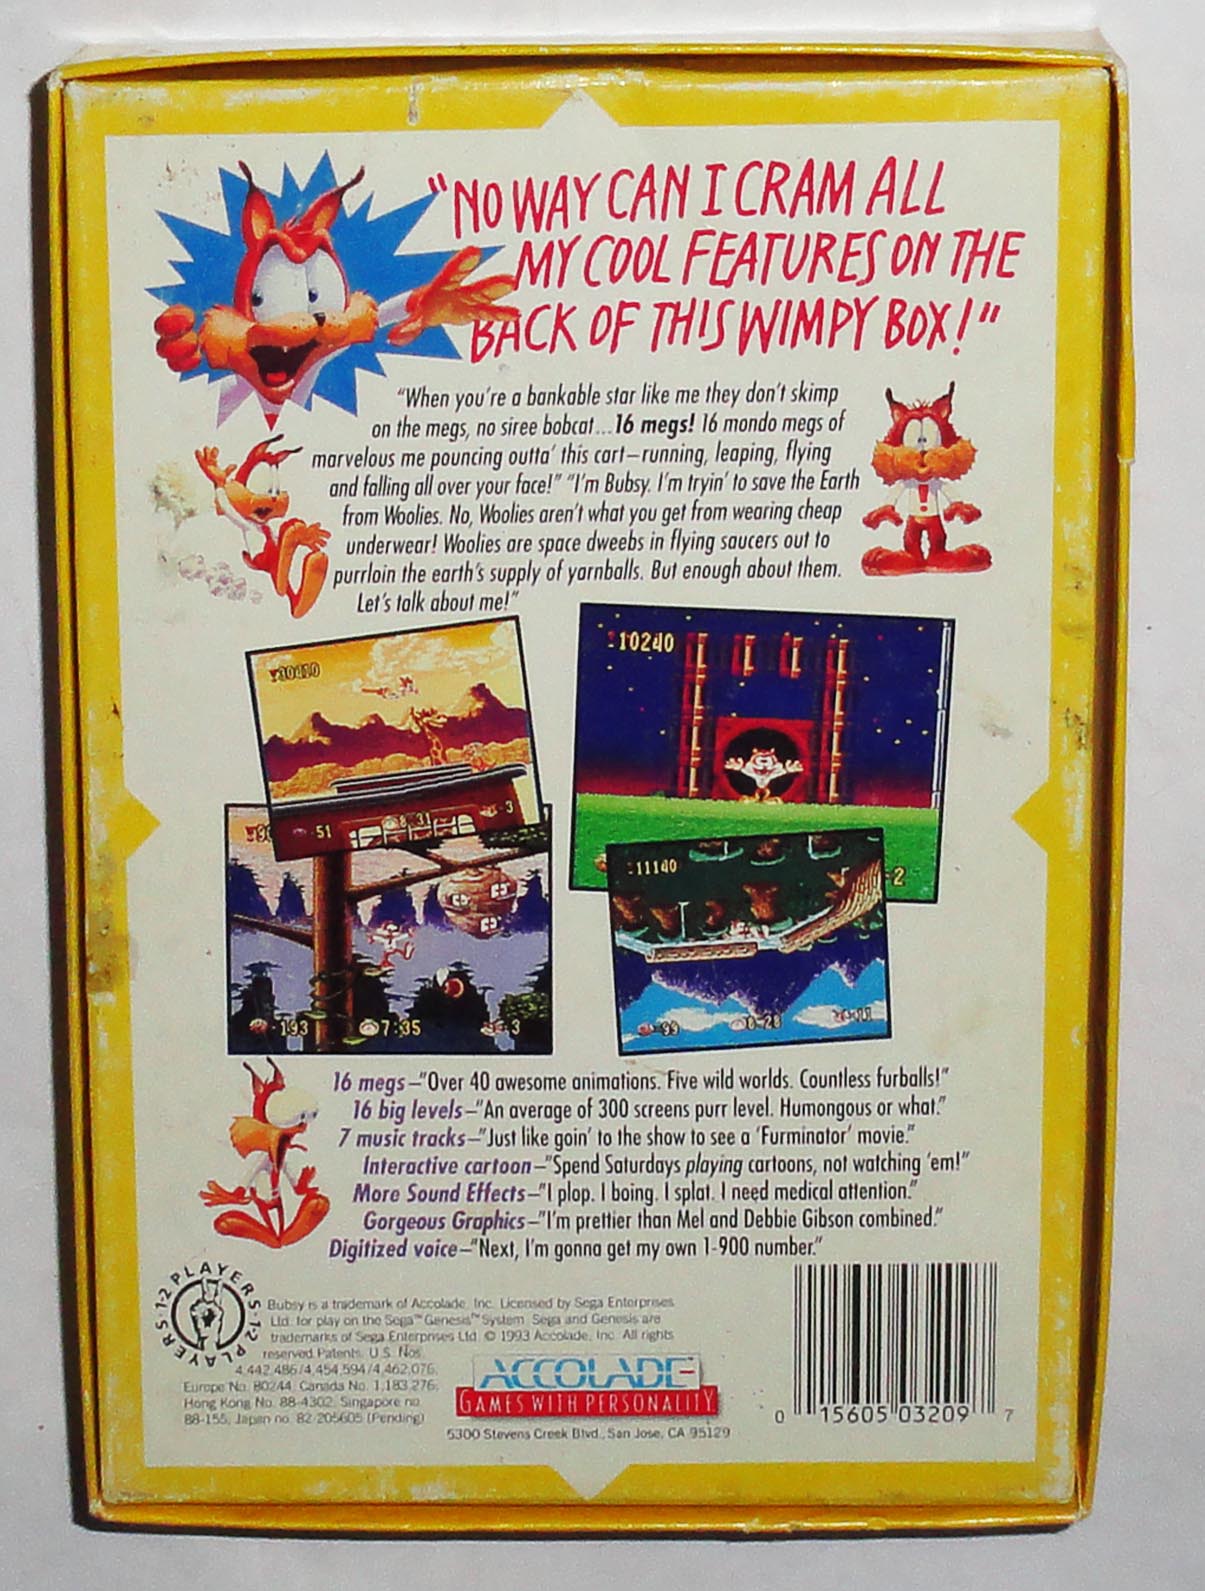 "NO WAY CAN I CRAM ALL
MY COOL FEATURES ON THE
BACK OF THIS WIMPY BOX!"
"When you're a bankable star like me they don't skimp
on the megs, no siree bobcat...16 megs! 16 mondo megs of
marvelous me pouncing outta' this cart—running, leaping, flying
and falling all over your face!" "I'm Bubsy. I'm tryin' to save the Earth
from Woolies. No, Woolies aren't what you get from wearing cheap
underwear! Woolies are space dweebs in flying saucers out to
purrloin the earth's supply of yarnballs. But enough about them.
Let's talk about me!"
30410
51
8:31
3
10240
2
193
7:35
3
11140
99
8:28
11
16 megs—"Over 40 awesome animations. Five wild worlds. Countless furballs!"
16 big levels—"An average of 300 screens purr level. Humongous or what."
7 music tracks—"Just like goin' to the show to see a 'Furminator' movie."
Interactive cartoon—"Spend Saturdays playing cartoons, not watching 'em!"
More Sound Effects—"I plop. I boing. I splat. I need medical attention."
Gorgeous Graphics—"I'm prettier than Mel and Debbie Gibson combined."
Digitized voice—"Next, I'm gonna get my own 1-900 number."
1-2 PLAYERS·1-2 PLAYERS·
Bubsy is a trademark of Accolade, Inc. Licensed by Sega Enterprises
Ltd. for play on the Sega™ Genesis™ System. Sega and Genesis are
trademarks of Sega Enterprises Ltd. © 1993 Accolade, Inc. All rights
reserved. Patents: U.S. Nos.
4,442,486/4,454,594/4,462,076;
Europe No. 80244; Canada No. 1,183,276;
Hong Kong No. 88-4302; Singapore no.
88-155; Japan no. 82-205605 (Pending)
ACCOLADE™
GAMES WITH PERSONALITY
5300 Stevens Creek Blvd., San Jose, CA 95129
0 15605 03209 7